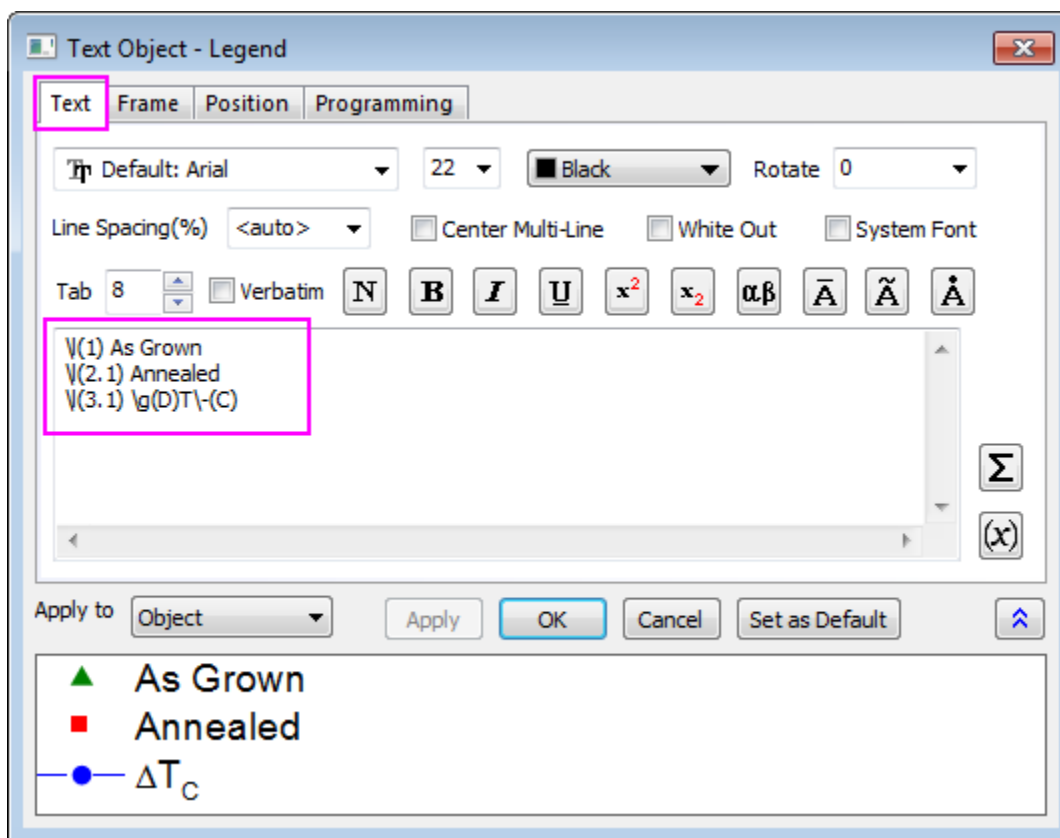 Text Object - Legend
Text Frame Position Programming
Default: Arial 22 Black Rotate 0
Line Spacing(%) <auto> Center Multi-Line White Out System Font
Tab 8 Verbatim N B I U x² x₂ αβ Ā Ã Å
\l(1) As Grown
\l(2.1) Annealed
\l(3.1) \g(D)T\-(C)
Σ
(x)
Apply to Object Apply OK Cancel Set as Default
As Grown
Annealed
ΔT_C